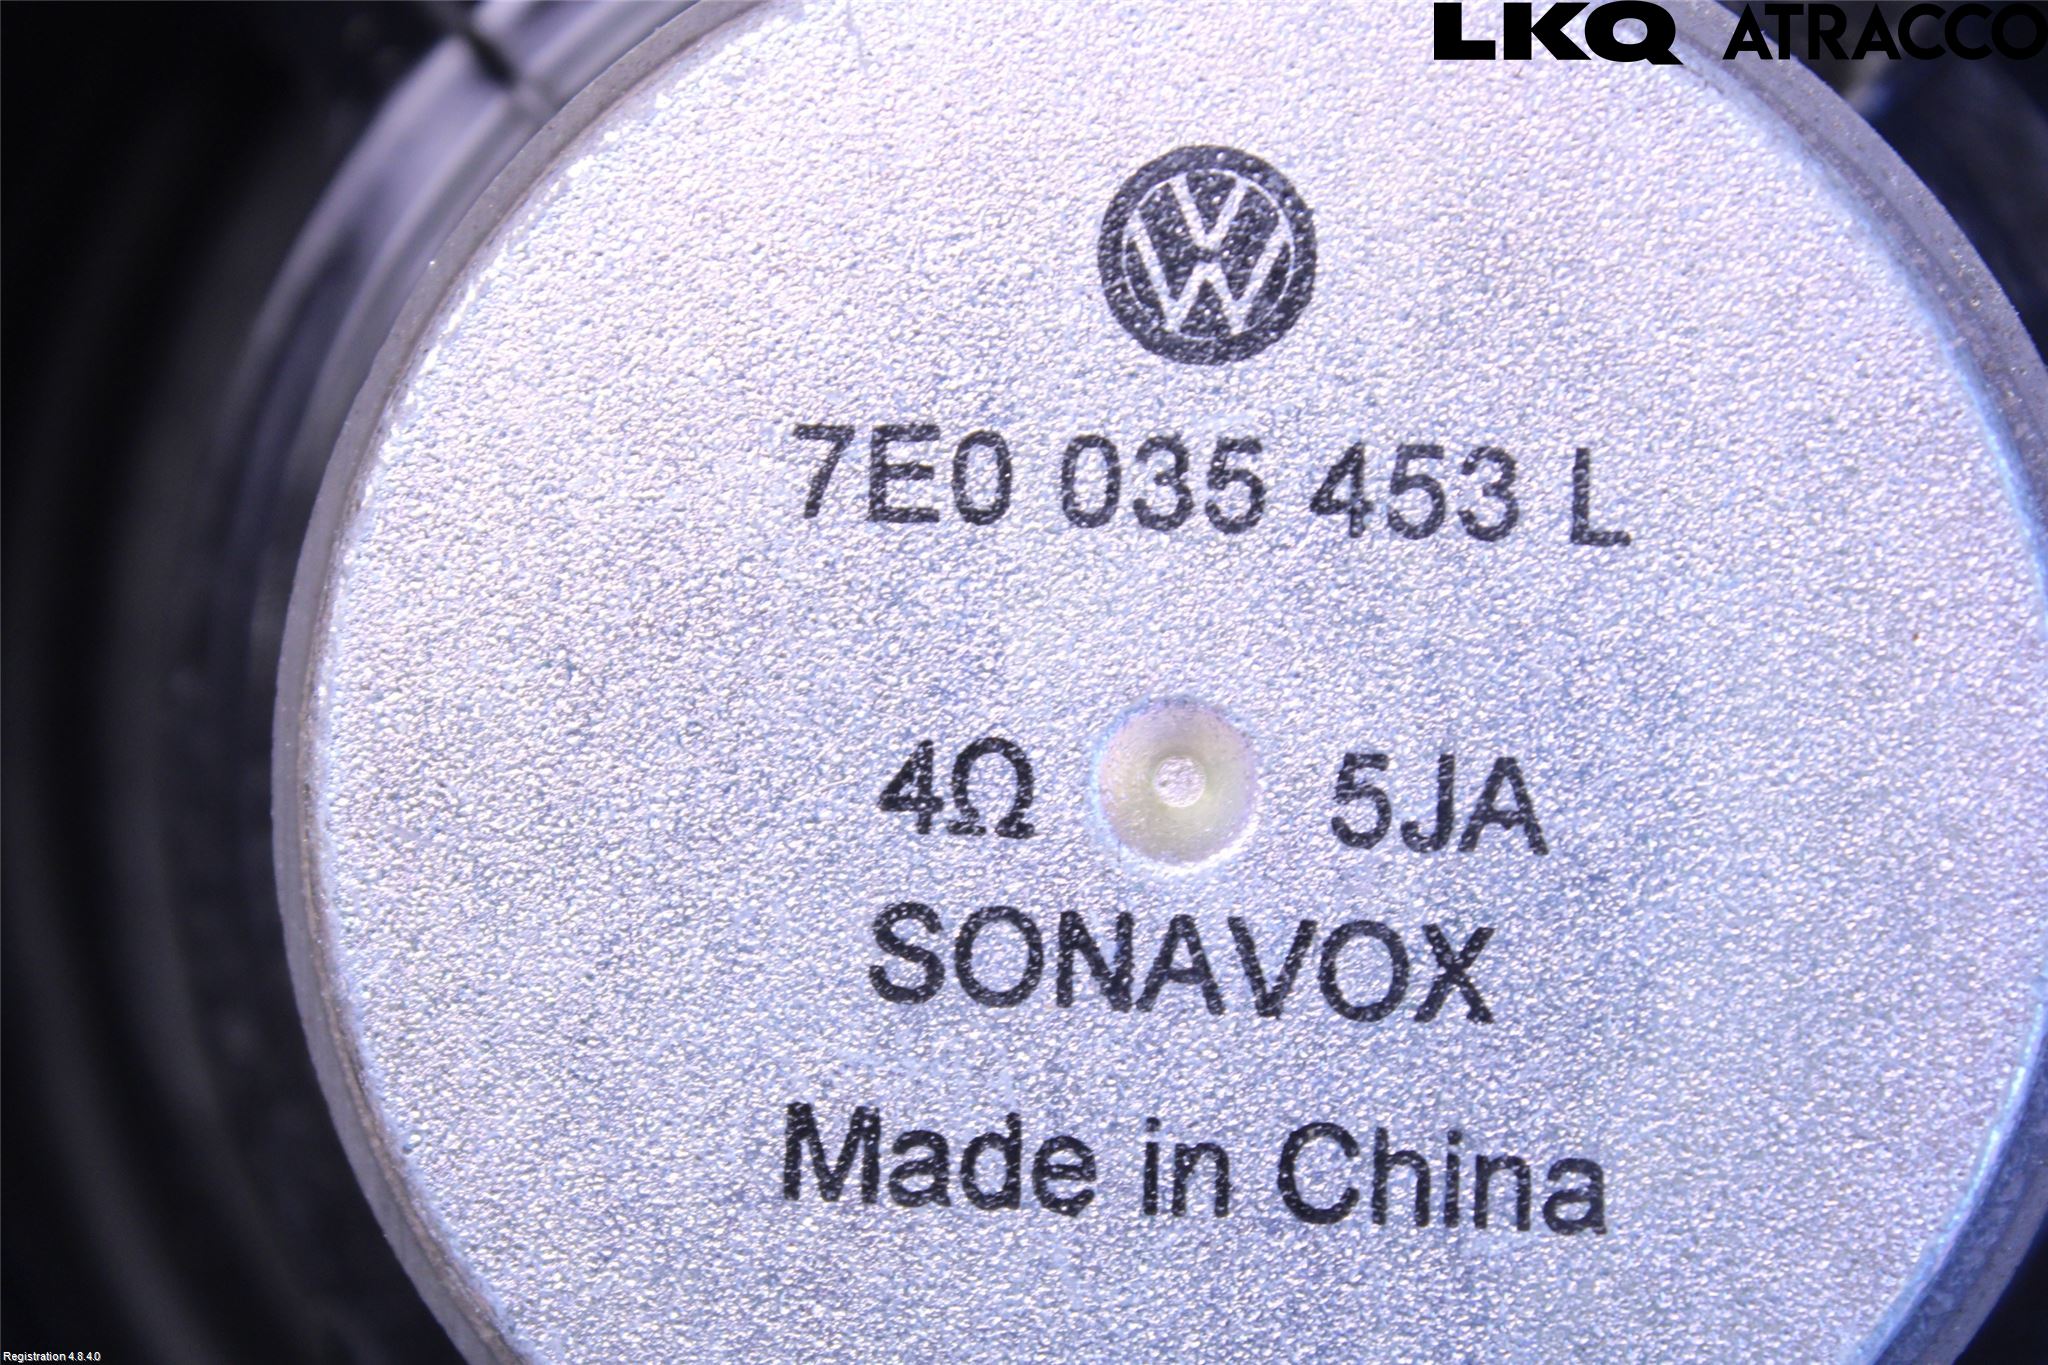 LKQ ATRACCO
7E0 035 453 L
4Ω 5JA
SONAVOX
Made in China
Registration 4.8.4.0